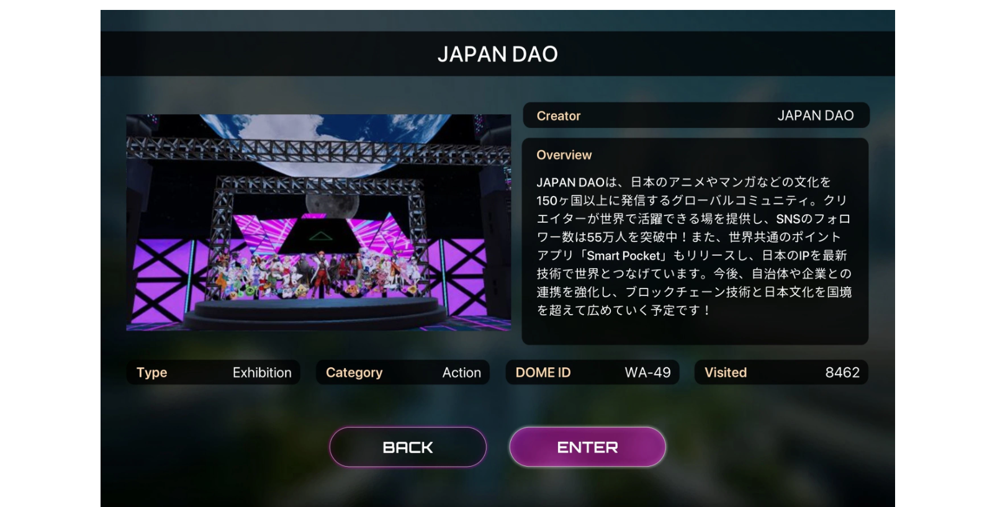 JAPAN DAO
Creator JAPAN DAO
Overview
JAPAN DAOは、日本のアニメやマンガなどの文化を
150ヶ国以上に発信するグローバルコミュニティ。クリ
エイターが世界で活躍できる場を提供し、SNSのフォロ
ワー数は55万人を突破中！また、世界共通のポイント
アプリ「Smart Pocket」もリリースし、日本のIPを最新
技術で世界とつなげています。今後、自治体や企業との
連携を強化し、ブロックチェーン技術と日本文化を国境
を超えて広めていく予定です！
Type Exhibition
Category Action
DOME ID WA-49
Visited 8462
BACK
ENTER